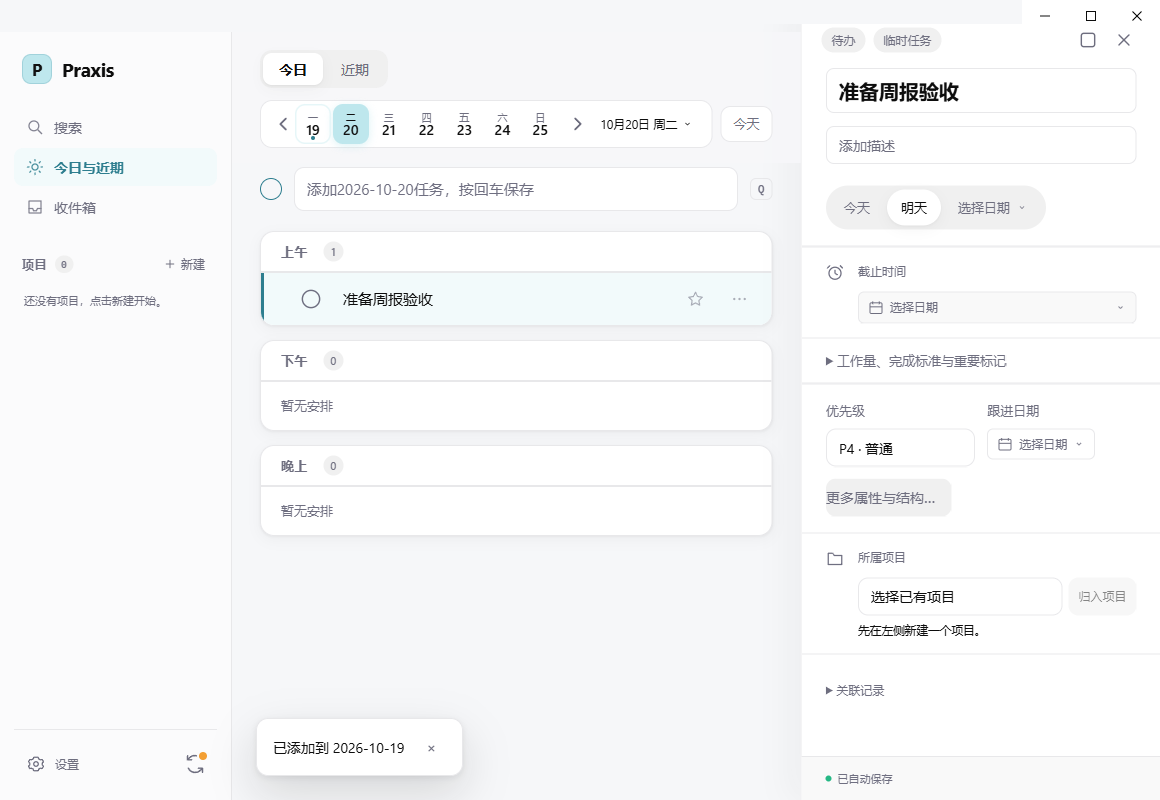 P Praxis
搜索
今日与近期
收件箱
项目 0 + 新建
还没有项目，点击新建开始。
设置
今日 近期
一 二 三 四 五 六 日
19 20 21 22 23 24 25
10月20日 周二
今天
添加2026-10-20任务，按回车保存
Q
上午 1
准备周报验收
下午 0
暂无安排
晚上 0
暂无安排
已添加到 2026-10-19 ×
待办 临时任务
准备周报验收
添加描述
今天 明天 选择日期
截止时间
选择日期
工作量、完成标准与重要标记
优先级 跟进日期
P4 · 普通 选择日期
更多属性与结构...
所属项目
选择已有项目 归入项目
先在左侧新建一个项目。
关联记录
已自动保存